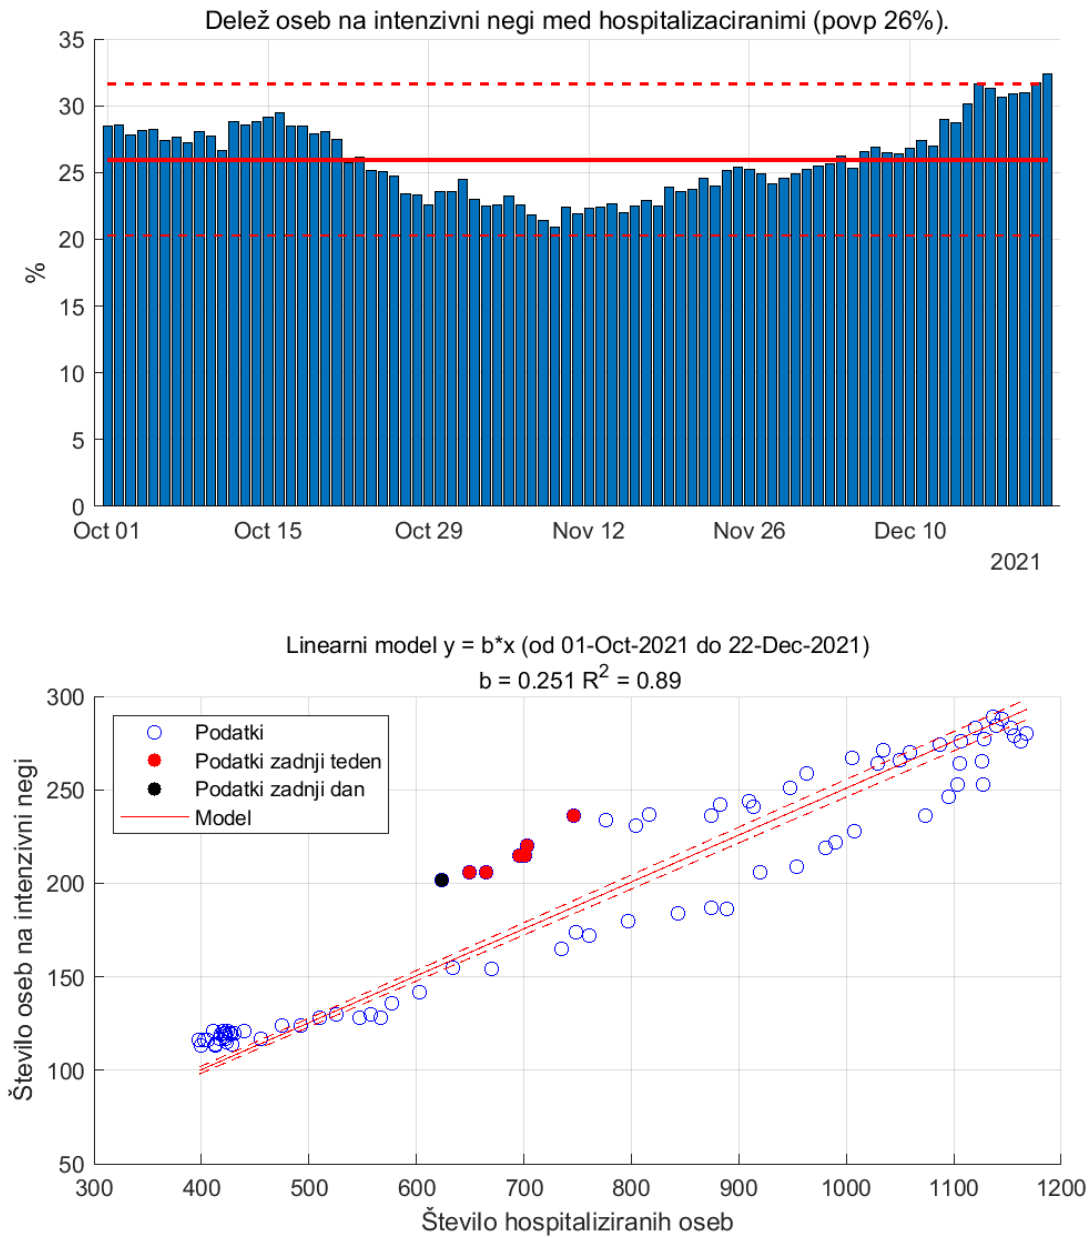 Delež oseb na intenzivni negi med hospitalizaciranimi (povp 26%).
35
30
25
20
15
10
5
0
%
Oct 01 Oct 15 Oct 29 Nov 12 Nov 26 Dec 10
2021
Linearni model y = b*x (od 01-Oct-2021 do 22-Dec-2021)
b = 0.251 R² = 0.89
300
250
200
150
100
50
Število oseb na intenzivni negi
Podatki
Podatki zadnji teden
Podatki zadnji dan
Model
300 400 500 600 700 800 900 1000 1100 1200
Število hospitaliziranih oseb